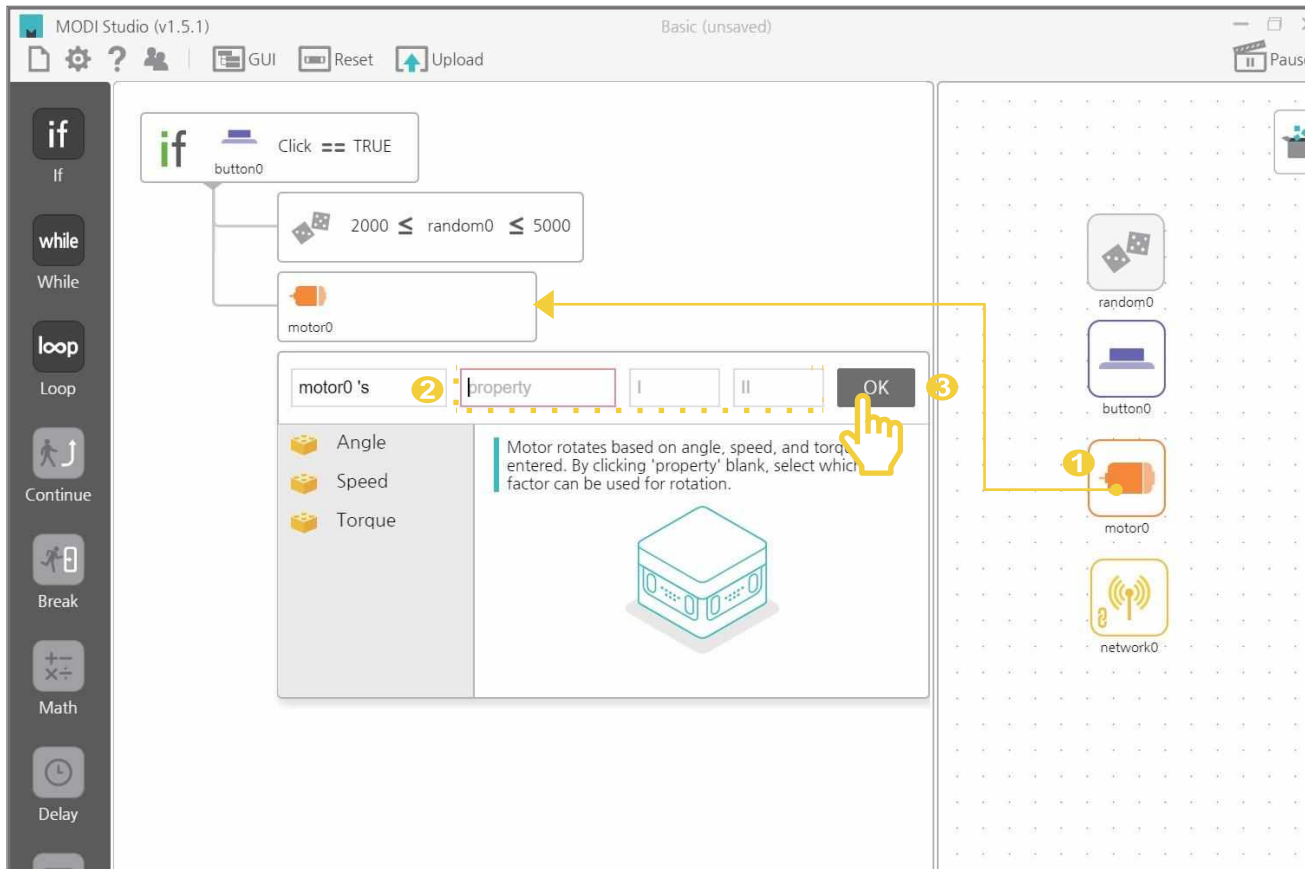 MODI Studio (v1.5.1)
Basic (unsaved)
GUI
Reset
Upload
if
If
while
While
loop
Loop
Continue
Break
+− ×÷
Math
Delay
if
button0
Click == TRUE
2000 ≤ random0 ≤ 5000
motor0
motor0 's
2
property
I
II
OK
3
Angle
Speed
Torque
Motor rotates based on angle, speed, and
entered. By clicking 'property' blank, select which
factor can be used for rotation.
random0
button0
1
motor0
network0